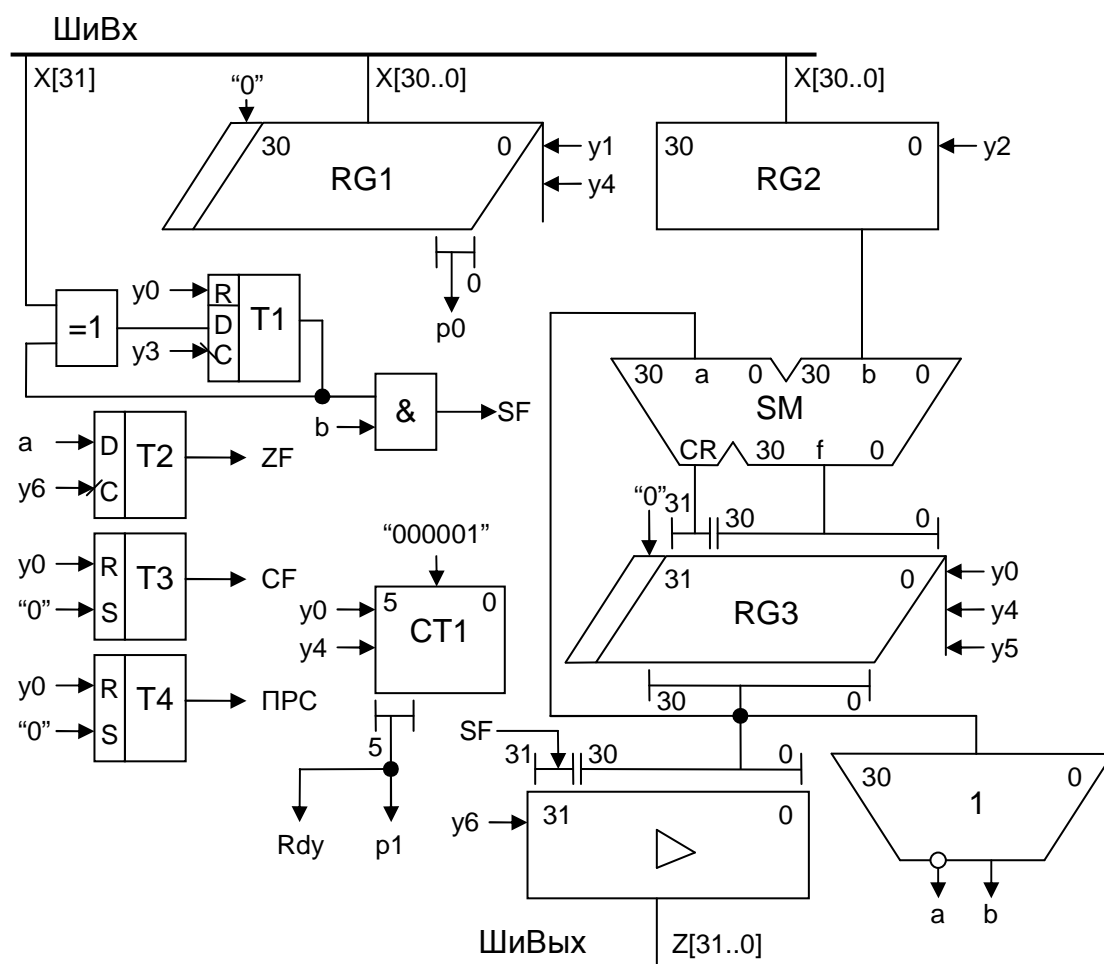 ШиВх
X[31] X[30..0] X[30..0]
“0”
30 0 30 0
RG1 y1 RG2 y2
y4
0
p0
y0 R
=1 D T1
y3 C
30 a 0 30 b 0
SM
& SF
b
CR 30 f 0
a D T2 ZF
y6 C
“0” 31 30 0
“000001”
y0 R T3 CF
“0” S
31 0 y0
RG3 y4
y5
y0 5 0
CT1
y4
y0 R T4 ПРС
“0” S
30 0
5
SF
31 30 0
Rdy p1
y6 31 0
30 0
1
a b
ШиВых Z[31..0]